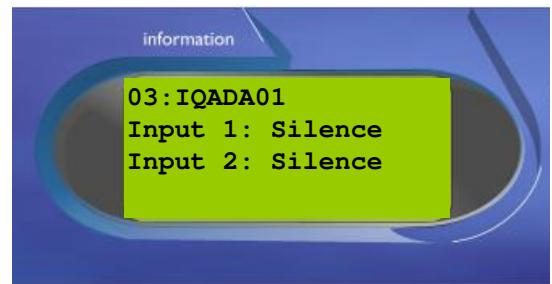 information
03:IQADA01
Input 1: Silence
Input 2: Silence